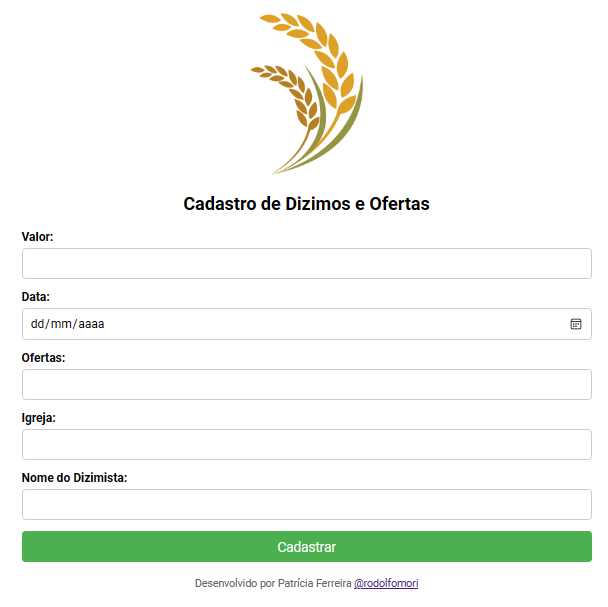 Cadastro de Dizimos e Ofertas
Valor:
Data:
dd/mm/aaaa
Ofertas:
Igreja:
Nome do Dizimista:
Cadastrar
Desenvolvido por Patrícia Ferreira @rodolfomori